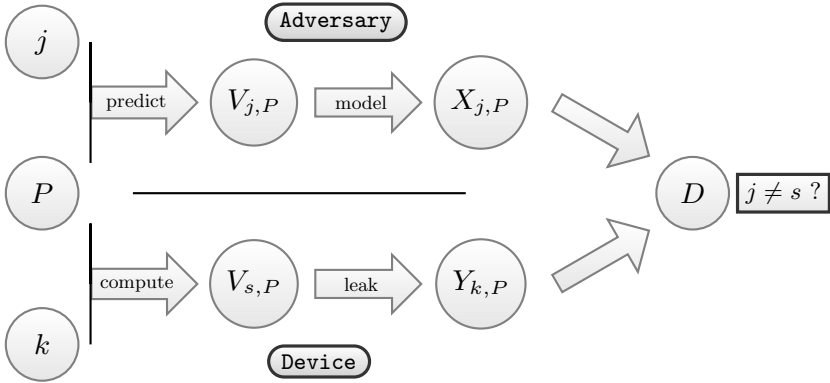 Adversary
j
predict
V_{j,P}
model
X_{j,P}
P
D
j ≠ s ?
compute
V_{s,P}
leak
Y_{k,P}
k
Device